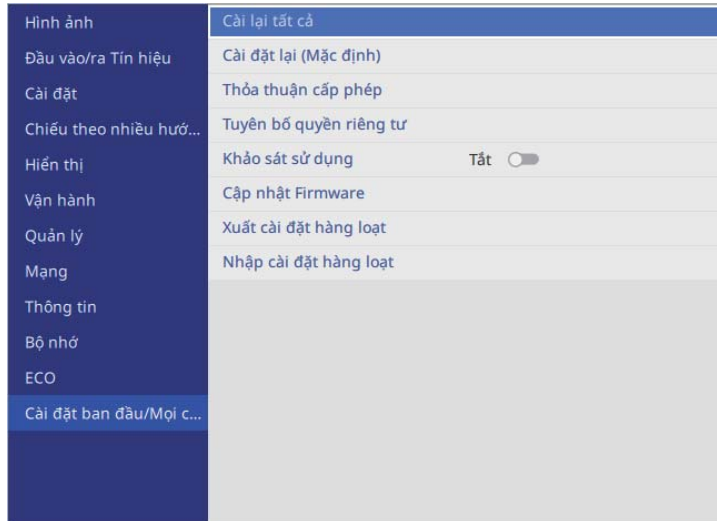 Hình ảnh
Đầu vào/ra Tín hiệu
Cài đặt
Chiếu theo nhiều hướ...
Hiển thị
Vận hành
Quản lý
Mạng
Thông tin
Bộ nhớ
ECO
Cài đặt ban đầu/Mọi c...
Cài lại tất cả
Cài đặt lại (Mặc định)
Thỏa thuận cấp phép
Tuyên bố quyền riêng tư
Khảo sát sử dụng Tắt
Cập nhật Firmware
Xuất cài đặt hàng loạt
Nhập cài đặt hàng loạt